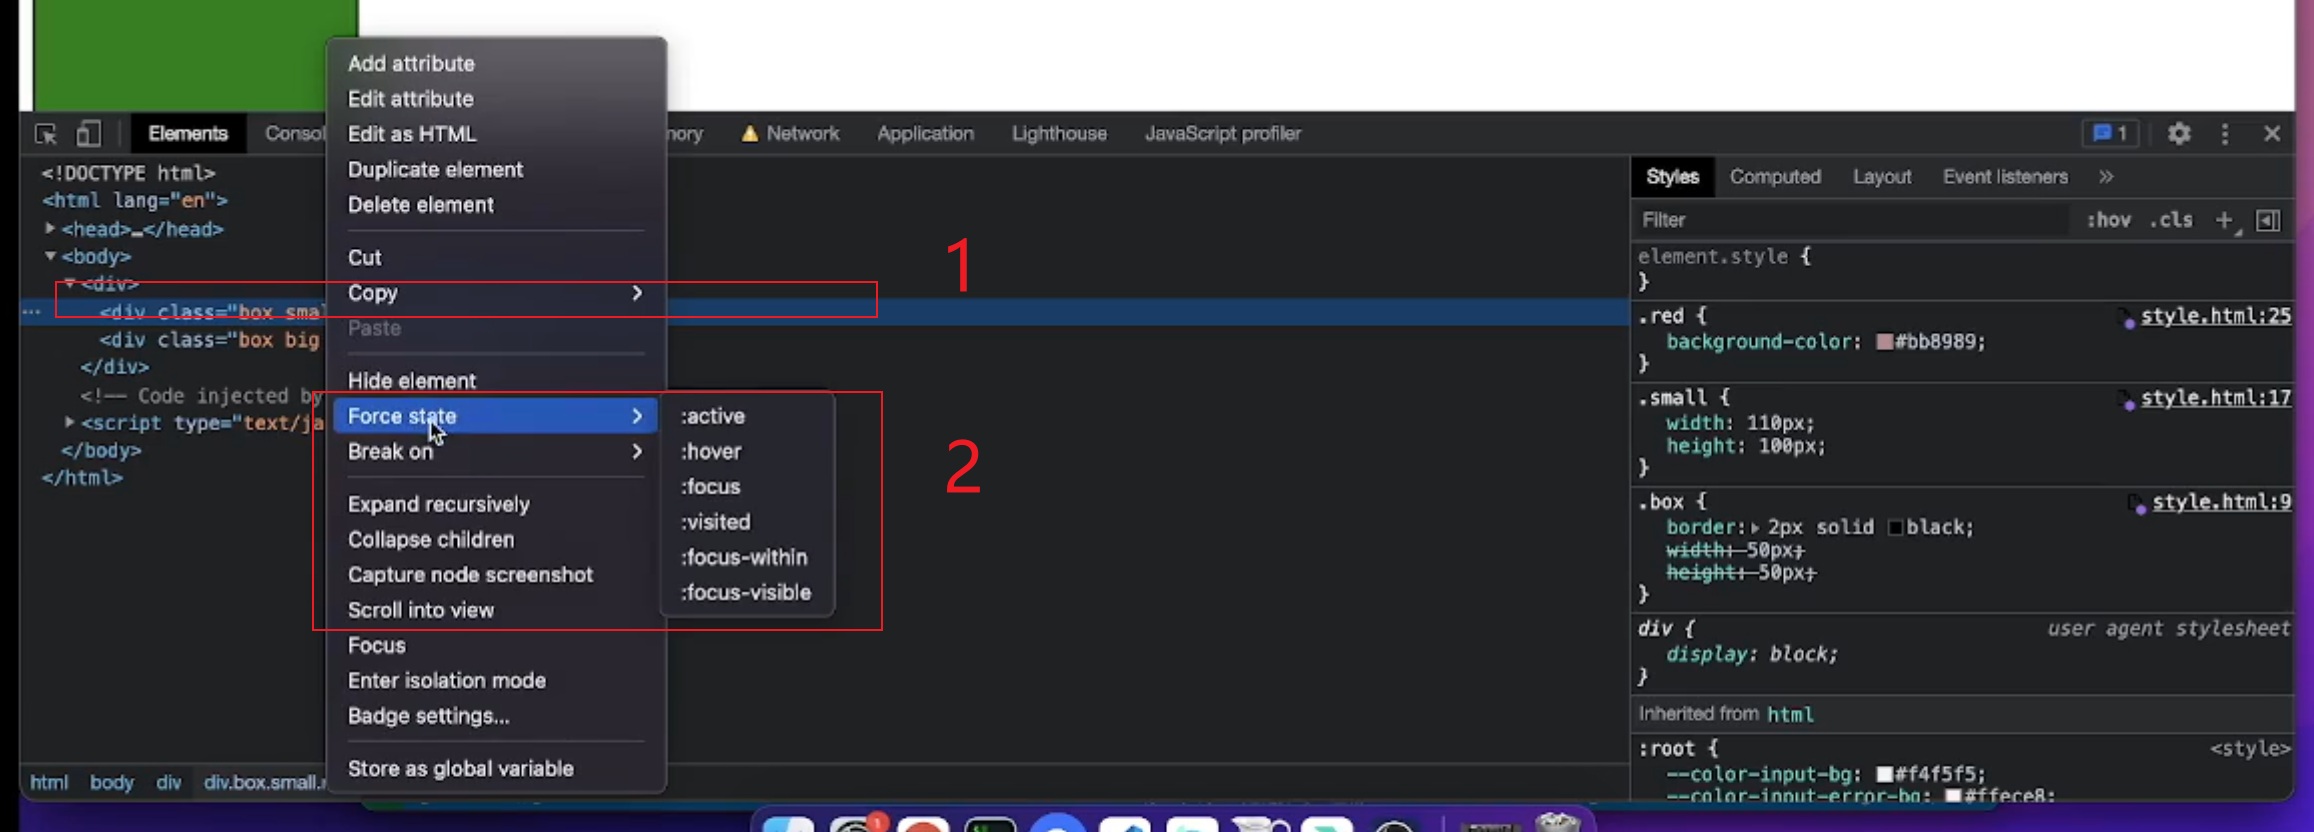 Add attribute
Edit attribute
Edit as HTML
Duplicate element
Delete element
Cut
Copy
Paste
Hide element
Force state
Break on
Expand recursively
Collapse children
Capture node screenshot
Scroll into view
Focus
Enter isolation mode
Badge settings...
Store as global variable
:active
:hover
:focus
:visited
:focus-within
:focus-visible
1
2
Elements
Network
Application
Lighthouse
JavaScript profiler
1
<!DOCTYPE html>
<html lang="en">
<head>…</head>
<body>
<div>
<div class="box
<div class="box big
</div>
<!-- Code injected by
<script type="text/
</body>
</html>
html body div div.box.small.
Styles Computed Layout Event listeners »
Filter :hov .cls +
element.style {
}
.red { style.html:25
background-color: #bb8989;
}
.small { style.html:17
width: 110px;
height: 100px;
}
.box { style.html:9
border: 2px solid black;
width: 50px;
height: 50px;
}
div { user agent stylesheet
display: block;
}
Inherited from html
:root { <style>
--color-input-bg: #f4f5f5;
--color-input-error-bg: #ffece8;
1